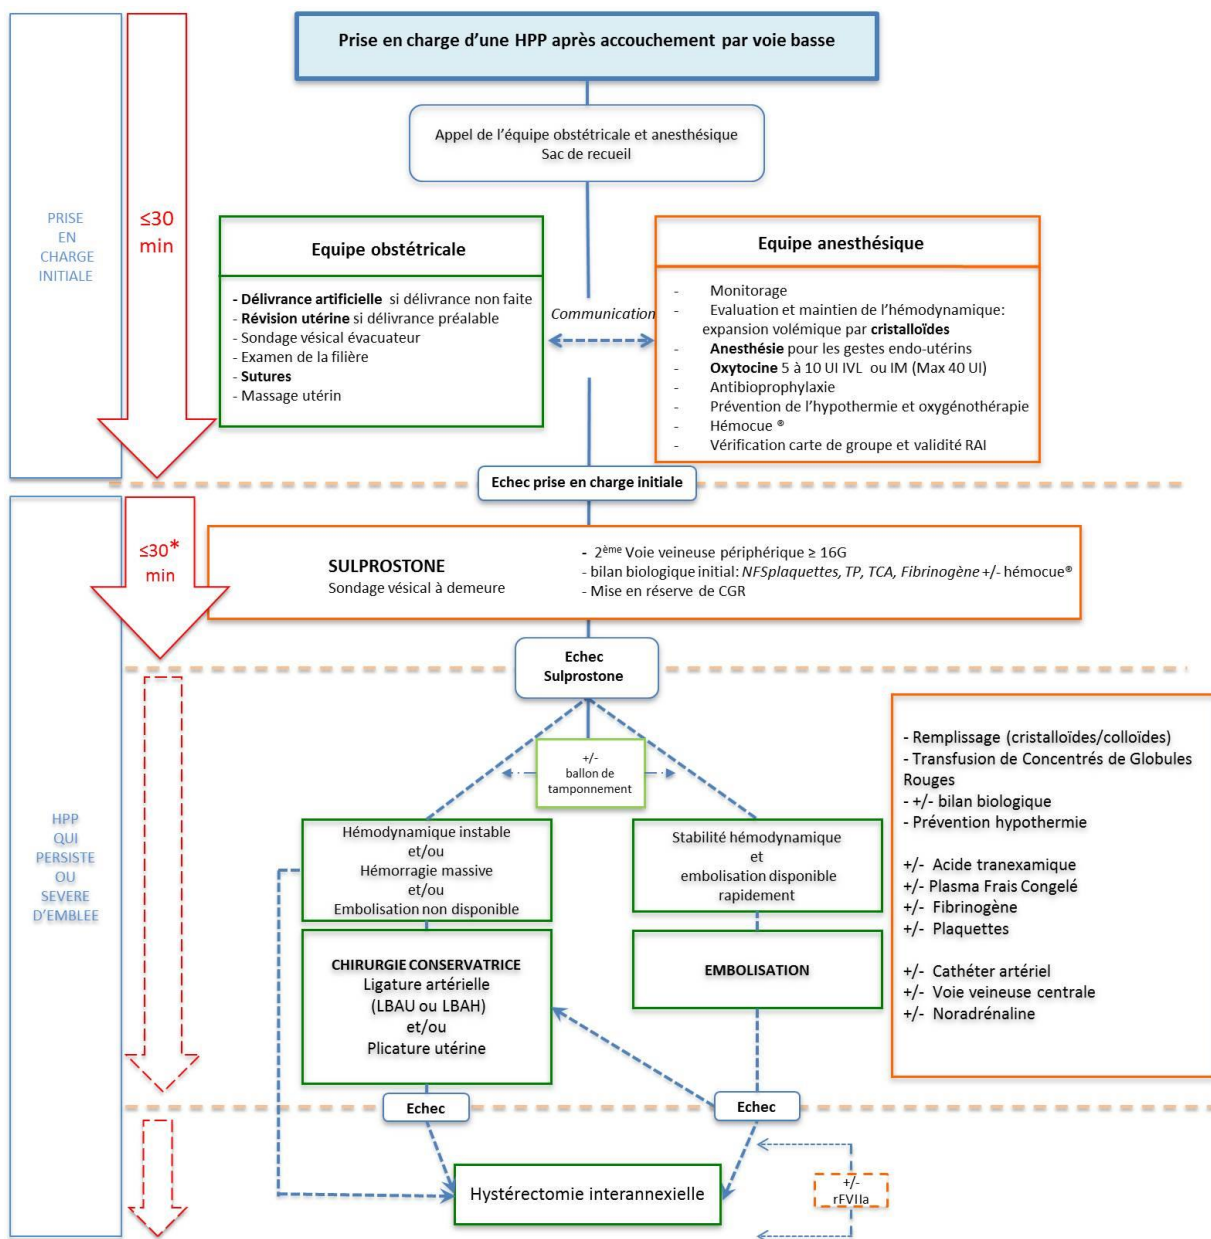 Prise en charge d’une HPP après accouchement par voie basse
Appel de l’équipe obstétricale et anesthésique
Sac de recueil
PRISE
EN
CHARGE
INITIALE
≤30
min
Equipe obstétricale
- Délivrance artificielle si délivrance non faite
- Révision utérine si délivrance préalable
- Sondage vésical évacuateur
- Examen de la filière
- Sutures
- Massage utérin
Communication
Equipe anesthésique
- Monitorage
- Evaluation et maintien de l’hémodynamique:
expansion volémique par cristalloïdes
- Anesthésie pour les gestes endo-utérins
- Oxytocine 5 à 10 UI IVL ou IM (Max 40 UI)
- Antibioprophylaxie
- Prévention de l’hypothermie et oxygénothérapie
- Hémocue ®
- Vérification carte de groupe et validité RAI
Echec prise en charge initiale
≤30*
min
SULPROSTONE
Sondage vésical à demeure
- 2ème Voie veineuse périphérique ≥ 16G
- bilan biologique initial: NFSplaquettes, TP, TCA, Fibrinogène +/- hémocue®
- Mise en réserve de CGR
Echec
Sulprostone
HPP
QUI
PERSISTE
OU
SEVERE
D’EMBLEE
+/-
ballon de
tamponnement
Hémodynamique instable
et/ou
Hémorragie massive
et/ou
Embolisation non disponible
Stabilité hémodynamique
et
embolisation disponible
rapidement
CHIRURGIE CONSERVATRICE
Ligature artérielle
(LBAU ou LBAH)
et/ou
Plicature utérine
EMBOLISATION
- Remplissage (cristalloïdes/colloïdes)
- Transfusion de Concentrés de Globules
Rouges
- +/- bilan biologique
- Prévention hypothermie
+/- Acide tranexamique
+/- Plasma Frais Congelé
+/- Fibrinogène
+/- Plaquettes
+/- Cathéter artériel
+/- Voie veineuse centrale
+/- Noradrénaline
Echec
Echec
Hystérectomie interannexielle
+/-
rFVIIa